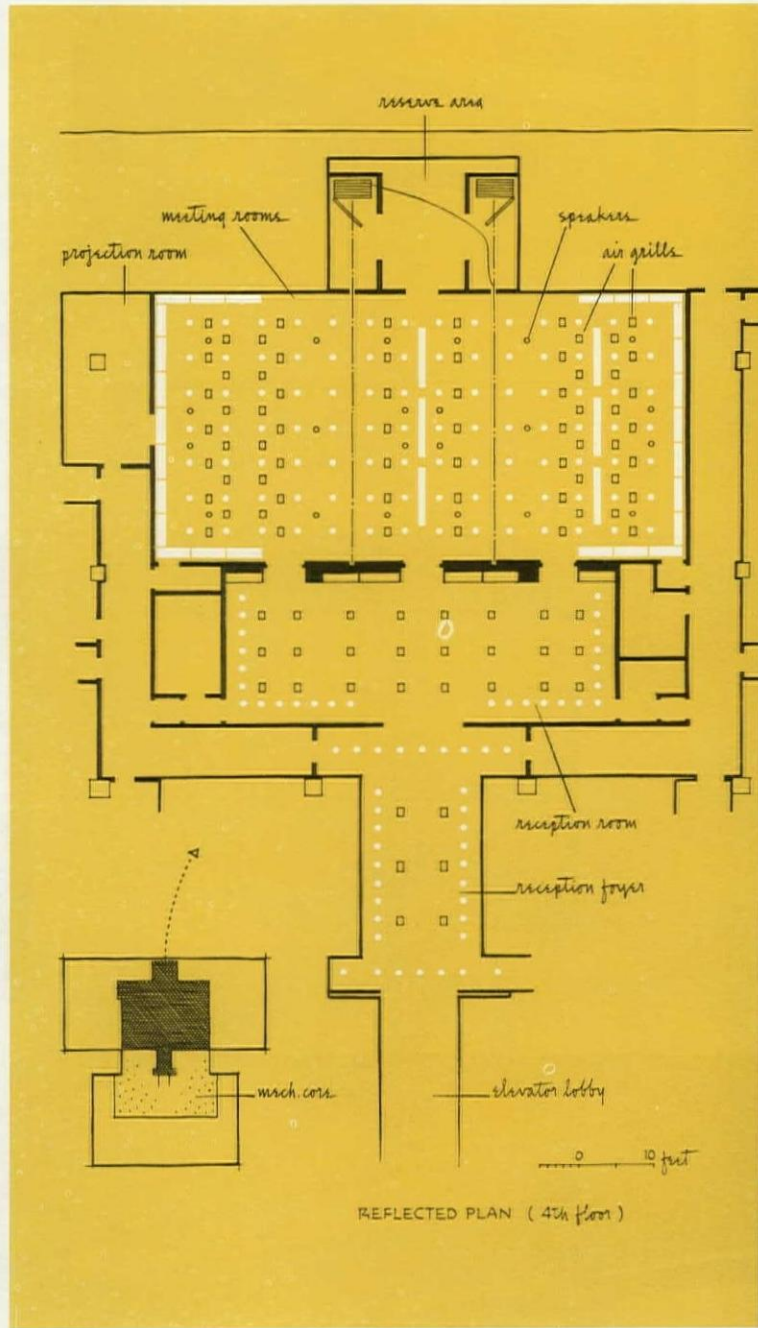 reserve area
meeting rooms
speakers
projection room
air grills
reception room
reception foyer
mech. core
elevator lobby
0 10 feet
REFLECTED PLAN (4th floor)